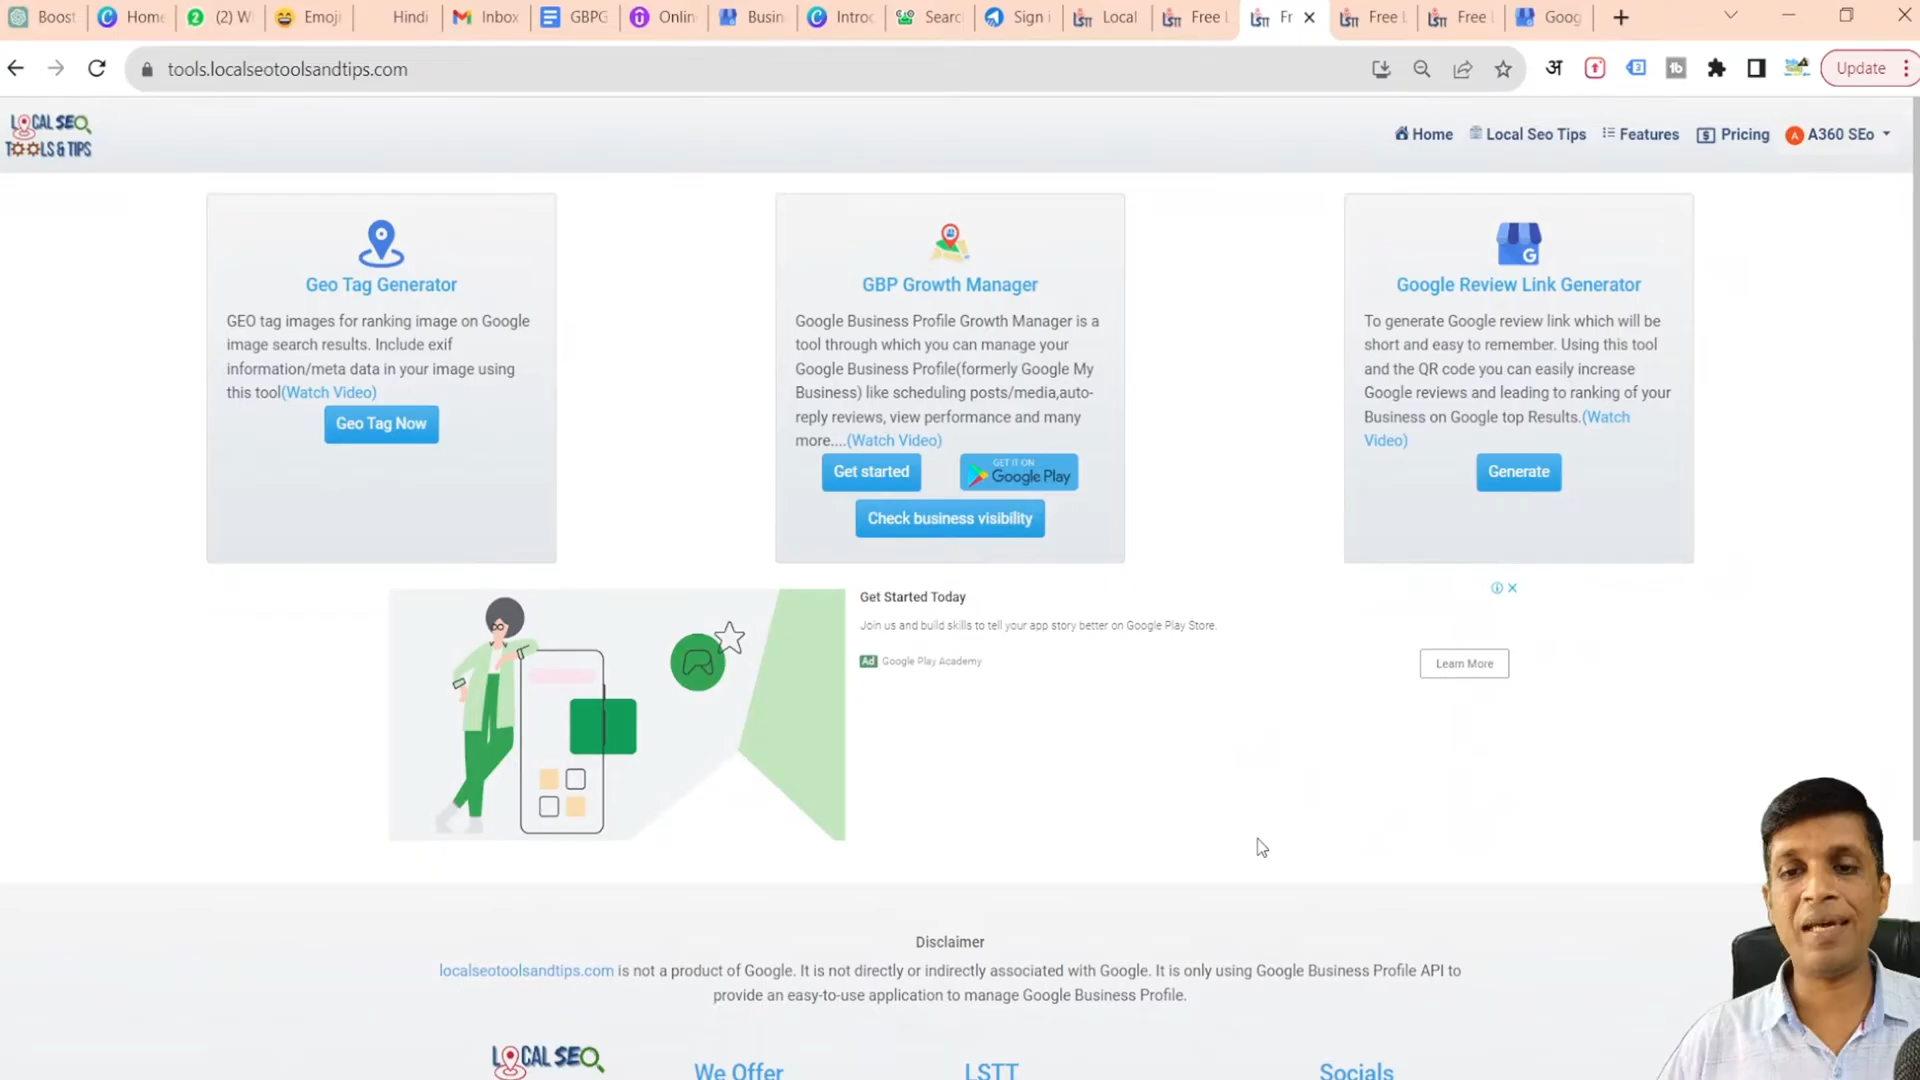 Boost
Home
(2) W
Emoji
Hindi
Inbox
GBPG
Onlin
Busin
Introd
Searc
Sign i
Local
Free L
Fr
Free L
Free L
Goog
tools.localseotoolsandtips.com
अ
Update
LOCAL SEO
TOOLS & TIPS
Home
Local Seo Tips
Features
Pricing
A
A360 SEo
Geo Tag Generator
GEO tag images for ranking image on Google
image search results. Include exif
information/meta data in your image using
this tool(Watch Video)
Geo Tag Now
GBP Growth Manager
Google Business Profile Growth Manager is a
tool through which you can manage your
Google Business Profile(formerly Google My
Business) like scheduling posts/media,auto-
reply reviews, view performance and many
more....(Watch Video)
Get started
GET IT ON
Google Play
Check business visibility
G
Google Review Link Generator
To generate Google review link which will be
short and easy to remember. Using this tool
and the QR code you can easily increase
Google reviews and leading to ranking of your
Business on Google top Results.(Watch
Video)
Generate
Get Started Today
Join us and build skills to tell your app story better on Google Play Store.
Ad Google Play Academy
Learn More
Disclaimer
localseotoolsandtips.com is not a product of Google. It is not directly or indirectly associated with Google. It is only using Google Business Profile API to
provide an easy-to-use application to manage Google Business Profile.
LOCAL SEO
We Offer
LSTT
Socials